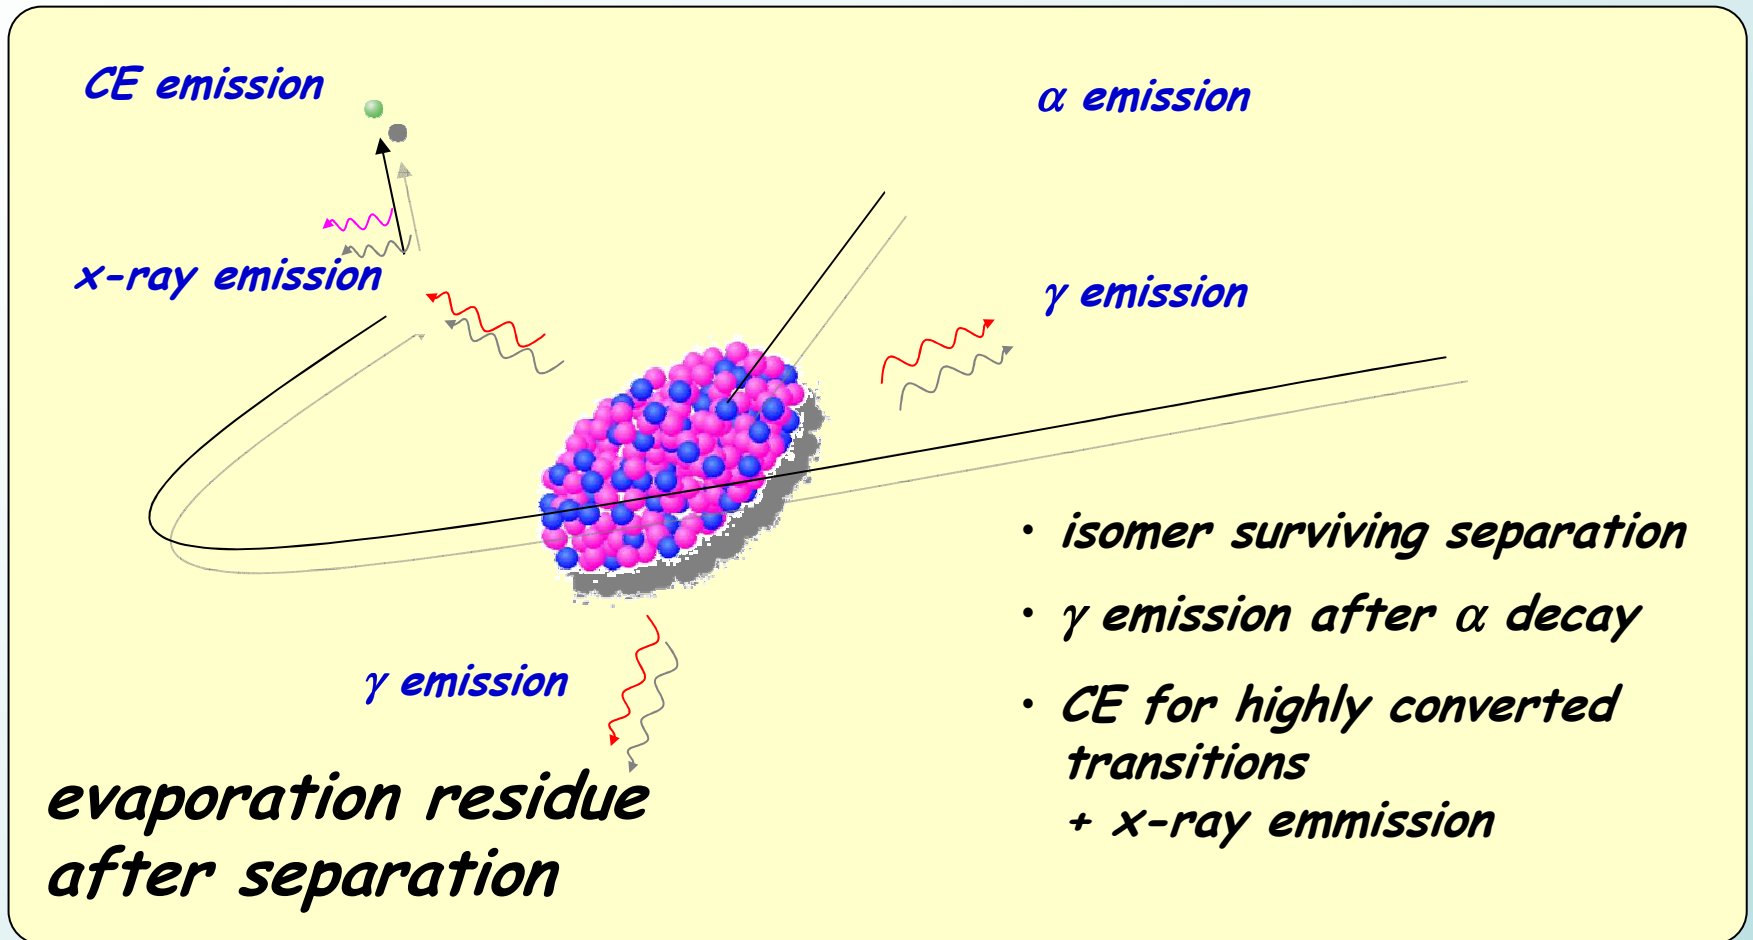 CE emission
α emission
x-ray emission
γ emission
• isomer surviving separation
• γ emission after α decay
γ emission
• CE for highly converted
transitions
+ x-ray emmission
evaporation residue
after separation